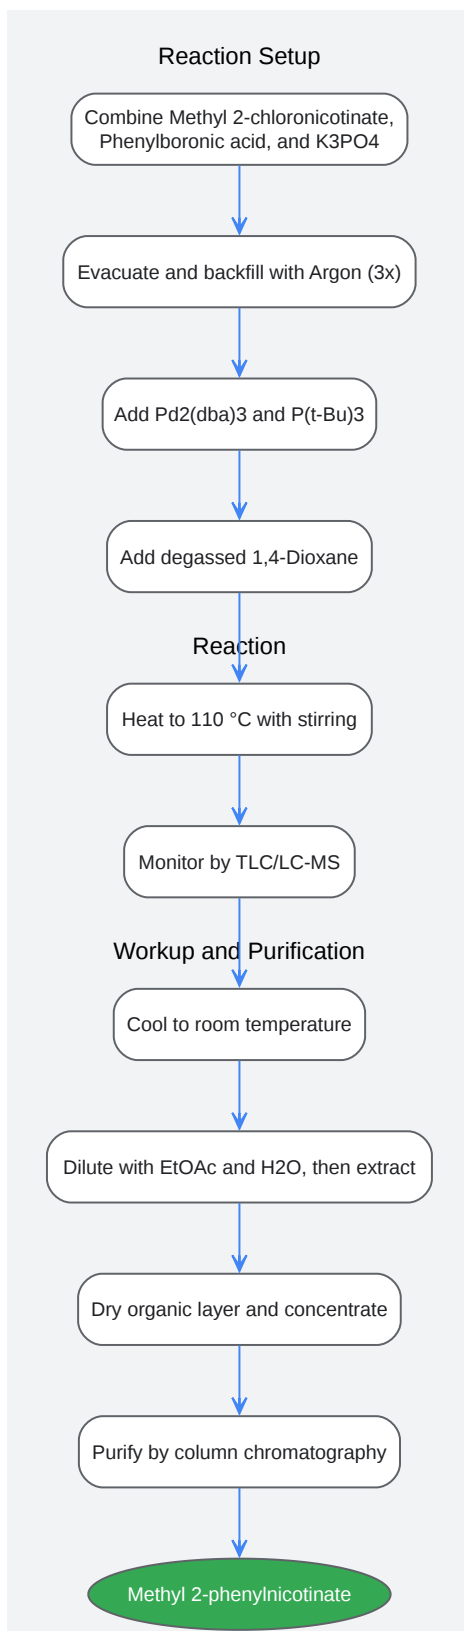 Reaction Setup
Combine Methyl 2-chloronicotinate,
Phenylboronic acid, and K3PO4
Evacuate and backfill with Argon (3x)
Add Pd2(dba)3 and P(t-Bu)3
Add degassed 1,4-Dioxane
Reaction
Heat to 110 °C with stirring
Monitor by TLC/LC-MS
Workup and Purification
Cool to room temperature
Dilute with EtOAc and H2O, then extract
Dry organic layer and concentrate
Purify by column chromatography
Methyl 2-phenylnicotinate